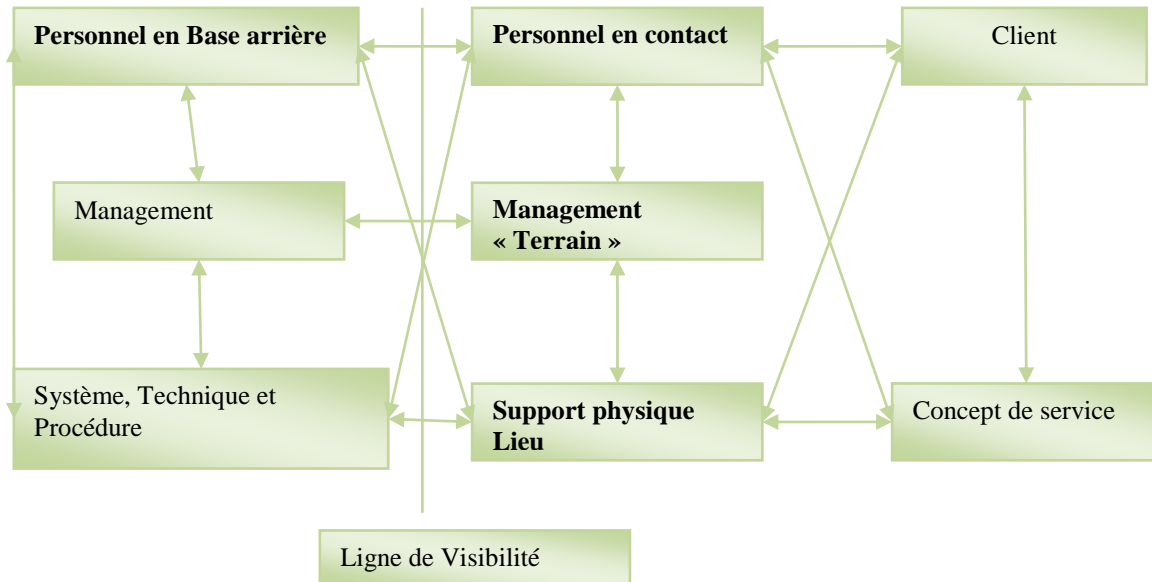 Personnel en Base arrière
Personnel en contact
Client
Management
Management
« Terrain »
Système, Technique et
Procédure
Support physique
Lieu
Concept de service
Ligne de Visibilité